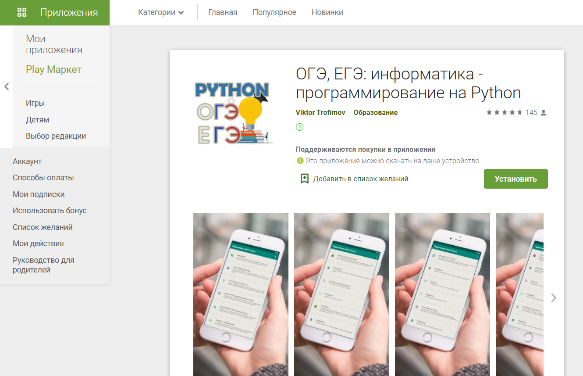 Приложения
Категории
Главная
Популярное
Новинки
Мои
приложения
Play Маркет
Игры
Детям
Выбор редакции
Аккаунт
Способы оплаты
Мои подписки
Использовать бонус
Список желаний
Мои действия
Руководство для
родителей
PYTHON
ОГЭ
ЕГЭ
ОГЭ, ЕГЭ: информатика -
программирование на Python
Viktor Trofimov Образование
145
Поддерживаются покупки в приложении
Это приложение можно скачать на ваше устройство.
Добавить в список желаний
Установить